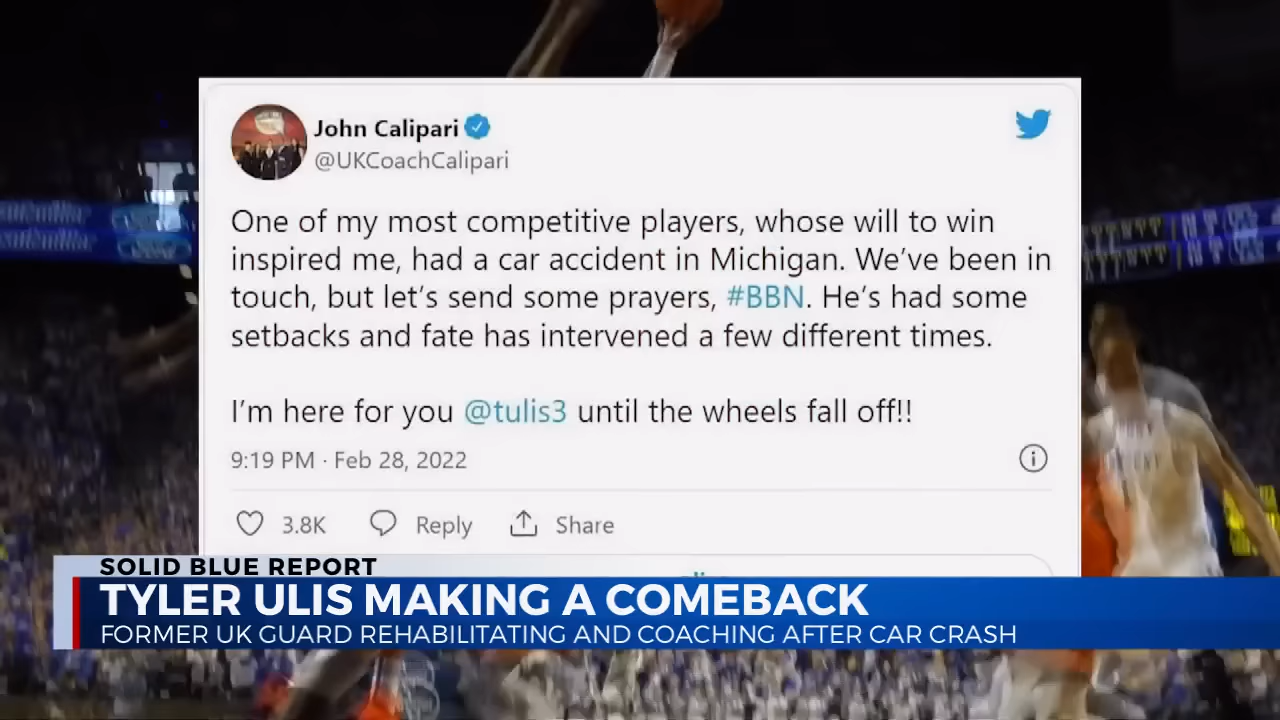 John Calipari
@UKCoachCalipari
One of my most competitive players, whose will to win
inspired me, had a car accident in Michigan. We've been in
touch, but let's send some prayers, #BBN. He's had some
setbacks and fate has intervened a few different times.
I'm here for you @tulis3 until the wheels fall off!!
9:19 PM · Feb 28, 2022
3.8K
Reply
Share
SOLID BLUE REPORT
TYLER ULIS MAKING A COMEBACK
FORMER UK GUARD REHABILITATING AND COACHING AFTER CAR CRASH